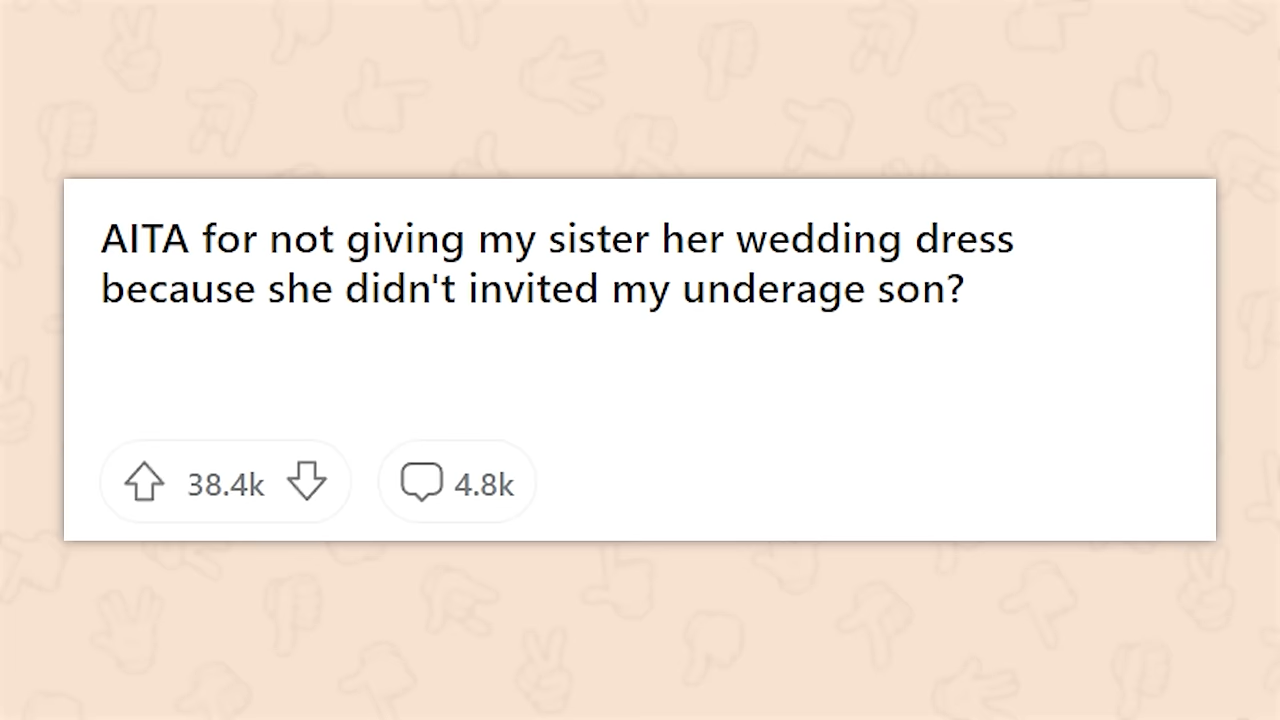 AITA for not giving my sister her wedding dress
because she didn't invited my underage son?
38.4k 4.8k